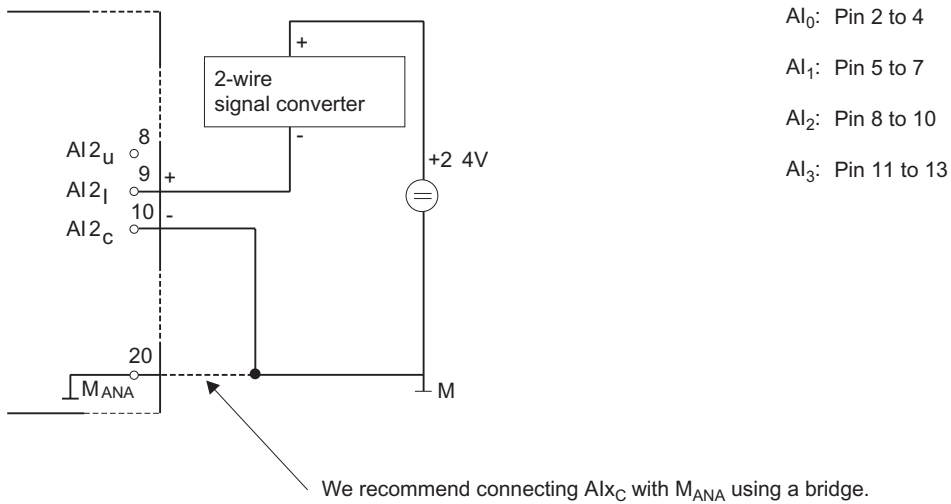 AI0: Pin 2 to 4
+
2-wire
signal converter
AI1: Pin 5 to 7
AI2: Pin 8 to 10
-
8
AI2u
+2 4V
AI3: Pin 11 to 13
9 +
AI2I
10 -
AI2C
20
MANA
M
We recommend connecting AIxC with MANA using a bridge.